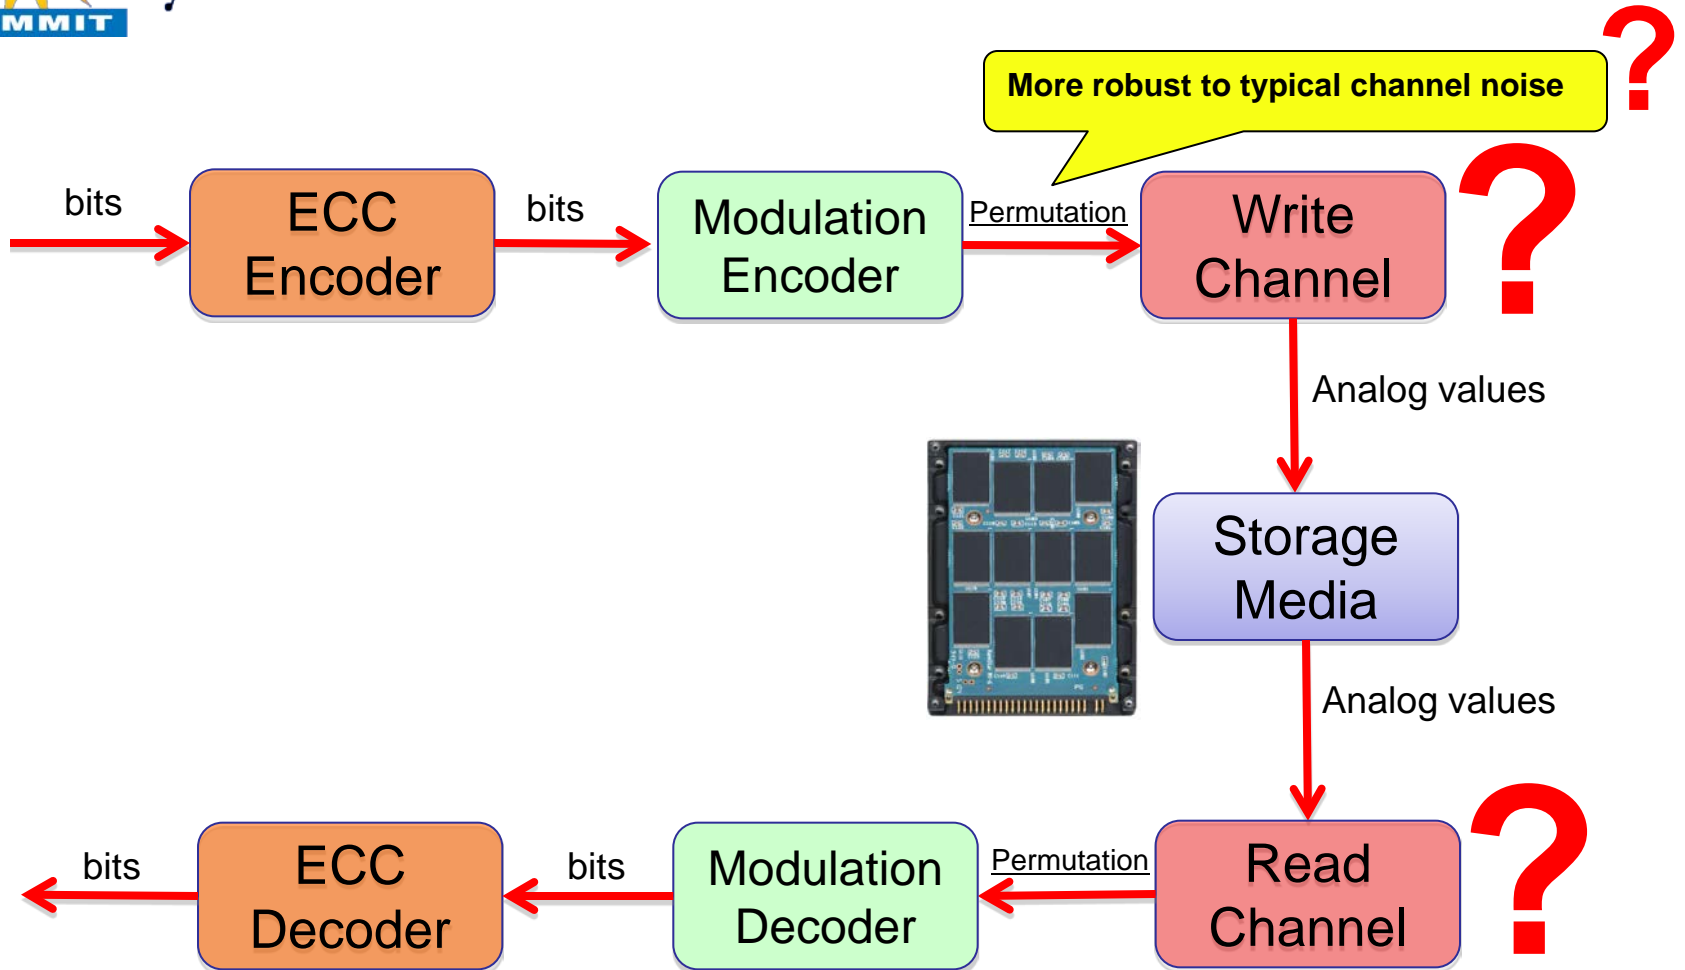 MMIT
?
More robust to typical channel noise
bits
ECC
Encoder
bits
Modulation
Encoder
Permutation
Write
Channel
?
Analog values
Storage
Media
Analog values
bits
ECC
Decoder
bits
Modulation
Decoder
Permutation
Read
Channel
?